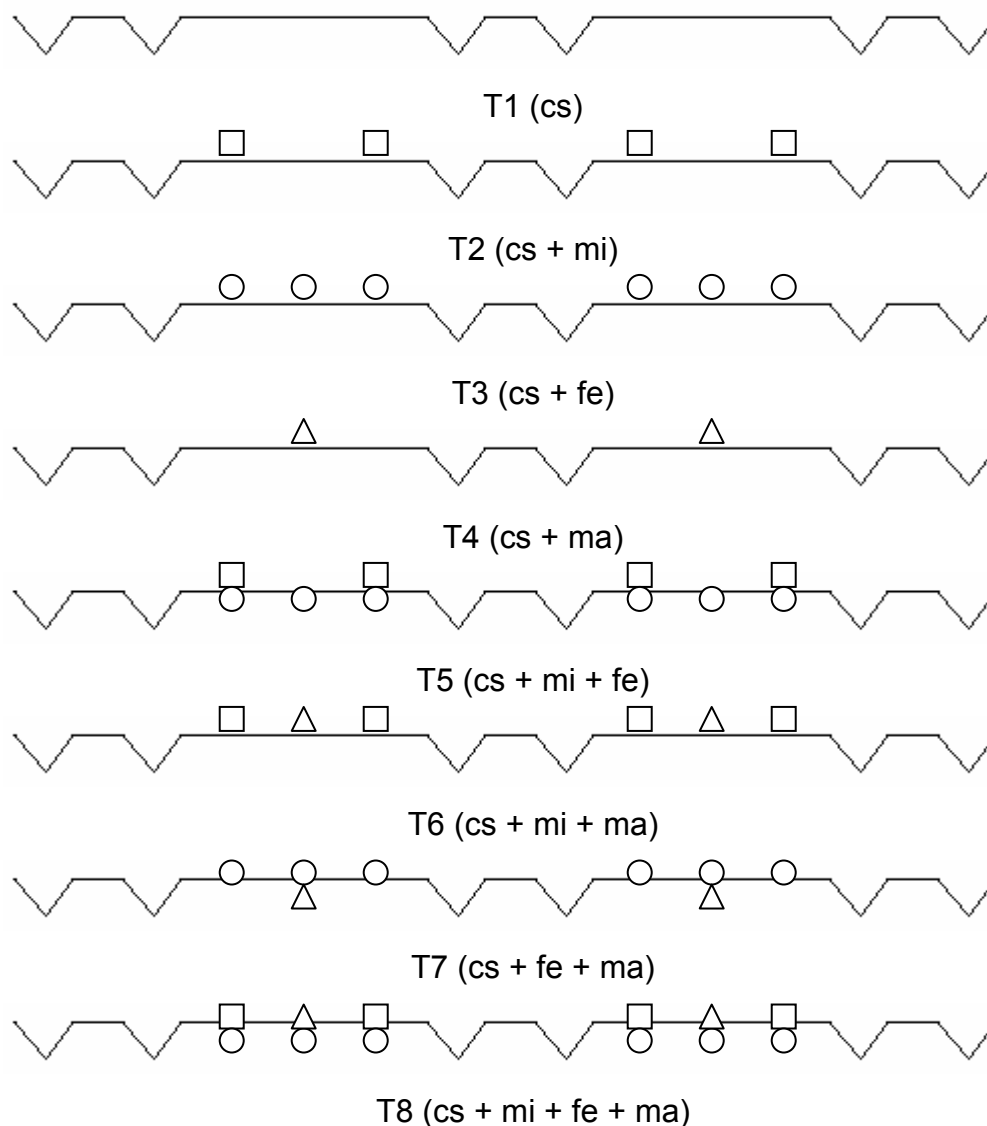 T1 (cs)
T2 (cs + mi)
T3 (cs + fe)
T4 (cs + ma)
T5 (cs + mi + fe)
T6 (cs + mi + ma)
T7 (cs + fe + ma)
T8 (cs + mi + fe + ma)